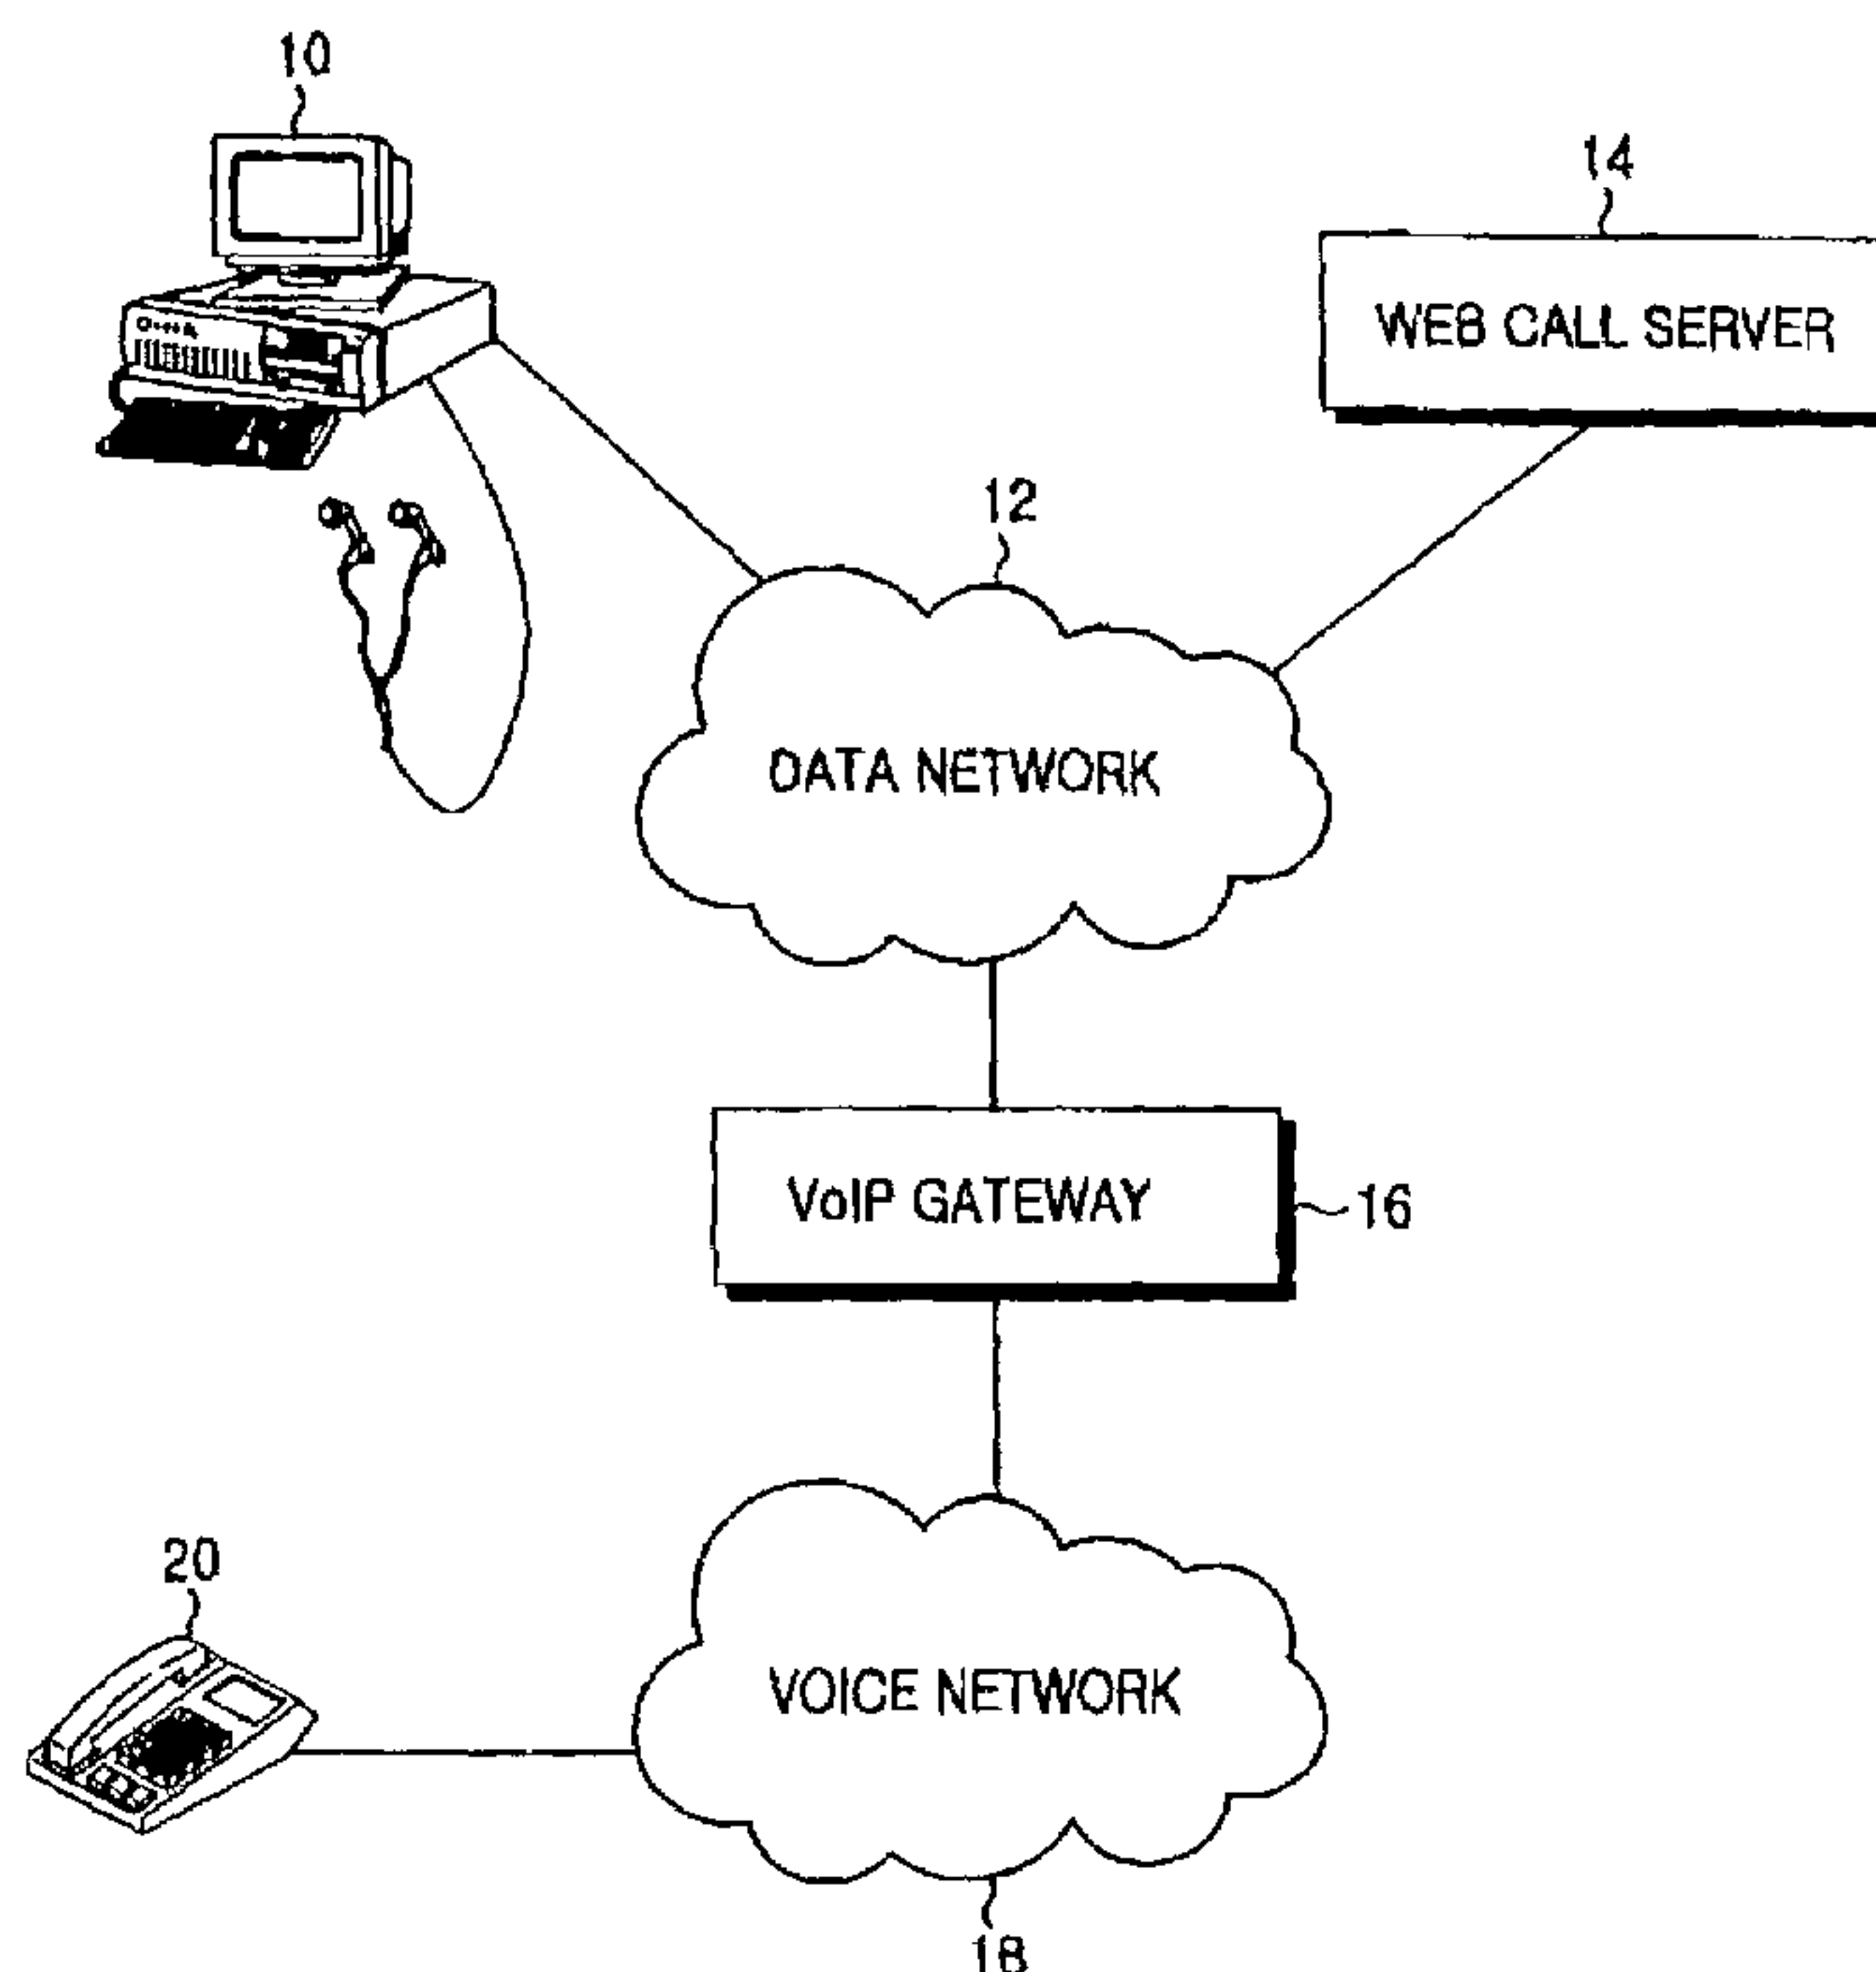 10
14
WEB CALL SERVER
12
DATA NETWORK
VoIP GATEWAY
16
20
VOICE NETWORK
18